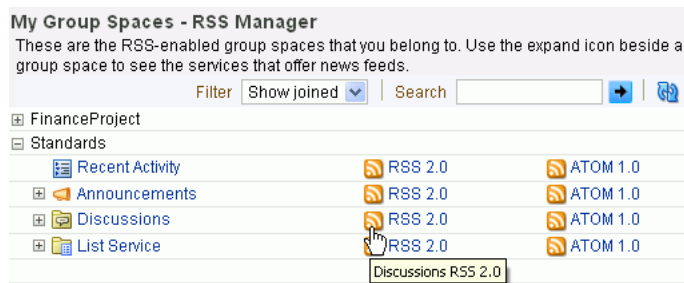 My Group Spaces - RSS Manager
These are the RSS-enabled group spaces that you belong to. Use the expand icon beside a
group space to see the services that offer news feeds.
Filter Show joined Search
FinanceProject
Standards
Recent Activity RSS 2.0 ATOM 1.0
Announcements RSS 2.0 ATOM 1.0
Discussions RSS 2.0 ATOM 1.0
List Service RSS 2.0 ATOM 1.0
Discussions RSS 2.0